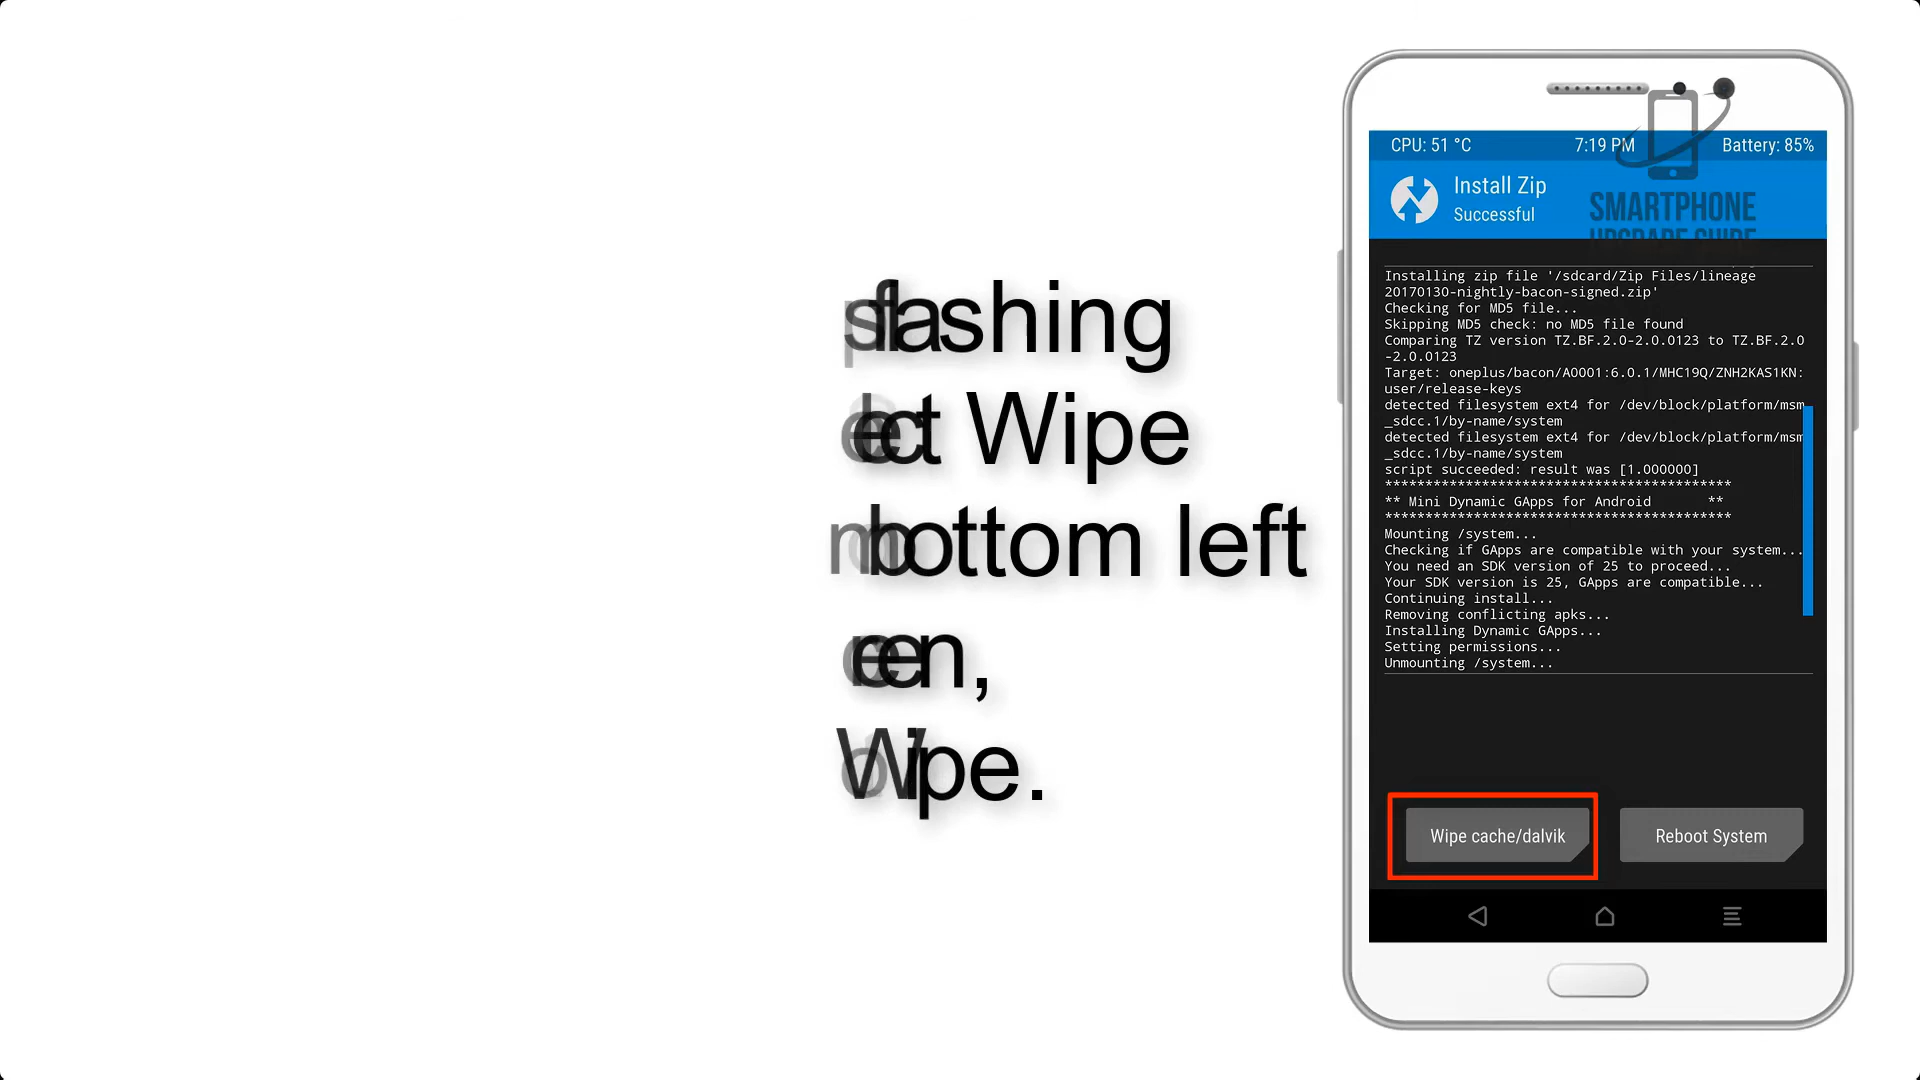 flashing
Wipe
bottom left
Wipe.
CPU: 51 °C 7:19 PM Battery: 85%
Install Zip
Successful
SMARTPHONE
UPGRADE GUIDE
Installing zip file '/sdcard/Zip Files/lineage
20170130-nightly-bacon-signed.zip'
Checking for MD5 file...
Skipping MD5 check: no MD5 file found
Comparing TZ version TZ.BF.2.0-2.0.0123 to TZ.BF.2.0
-2.0.0123
Target: oneplus/bacon/A0001:6.0.1/MHC19Q/ZNH2KAS1KN:
user/release-keys
detected filesystem ext4 for /dev/block/platform/msm
_sdcc.1/by-name/system
detected filesystem ext4 for /dev/block/platform/msm
_sdcc.1/by-name/system
script succeeded: result was [1.000000]
*******************************************
** Mini Dynamic GApps for Android **
*******************************************
Mounting /system...
Checking if GApps are compatible with your system...
You need an SDK version of 25 to proceed...
Your SDK version is 25, GApps are compatible...
Continuing install...
Removing conflicting apks...
Installing Dynamic GApps...
Setting permissions...
Unmounting /system...
Wipe cache/dalvik
Reboot System